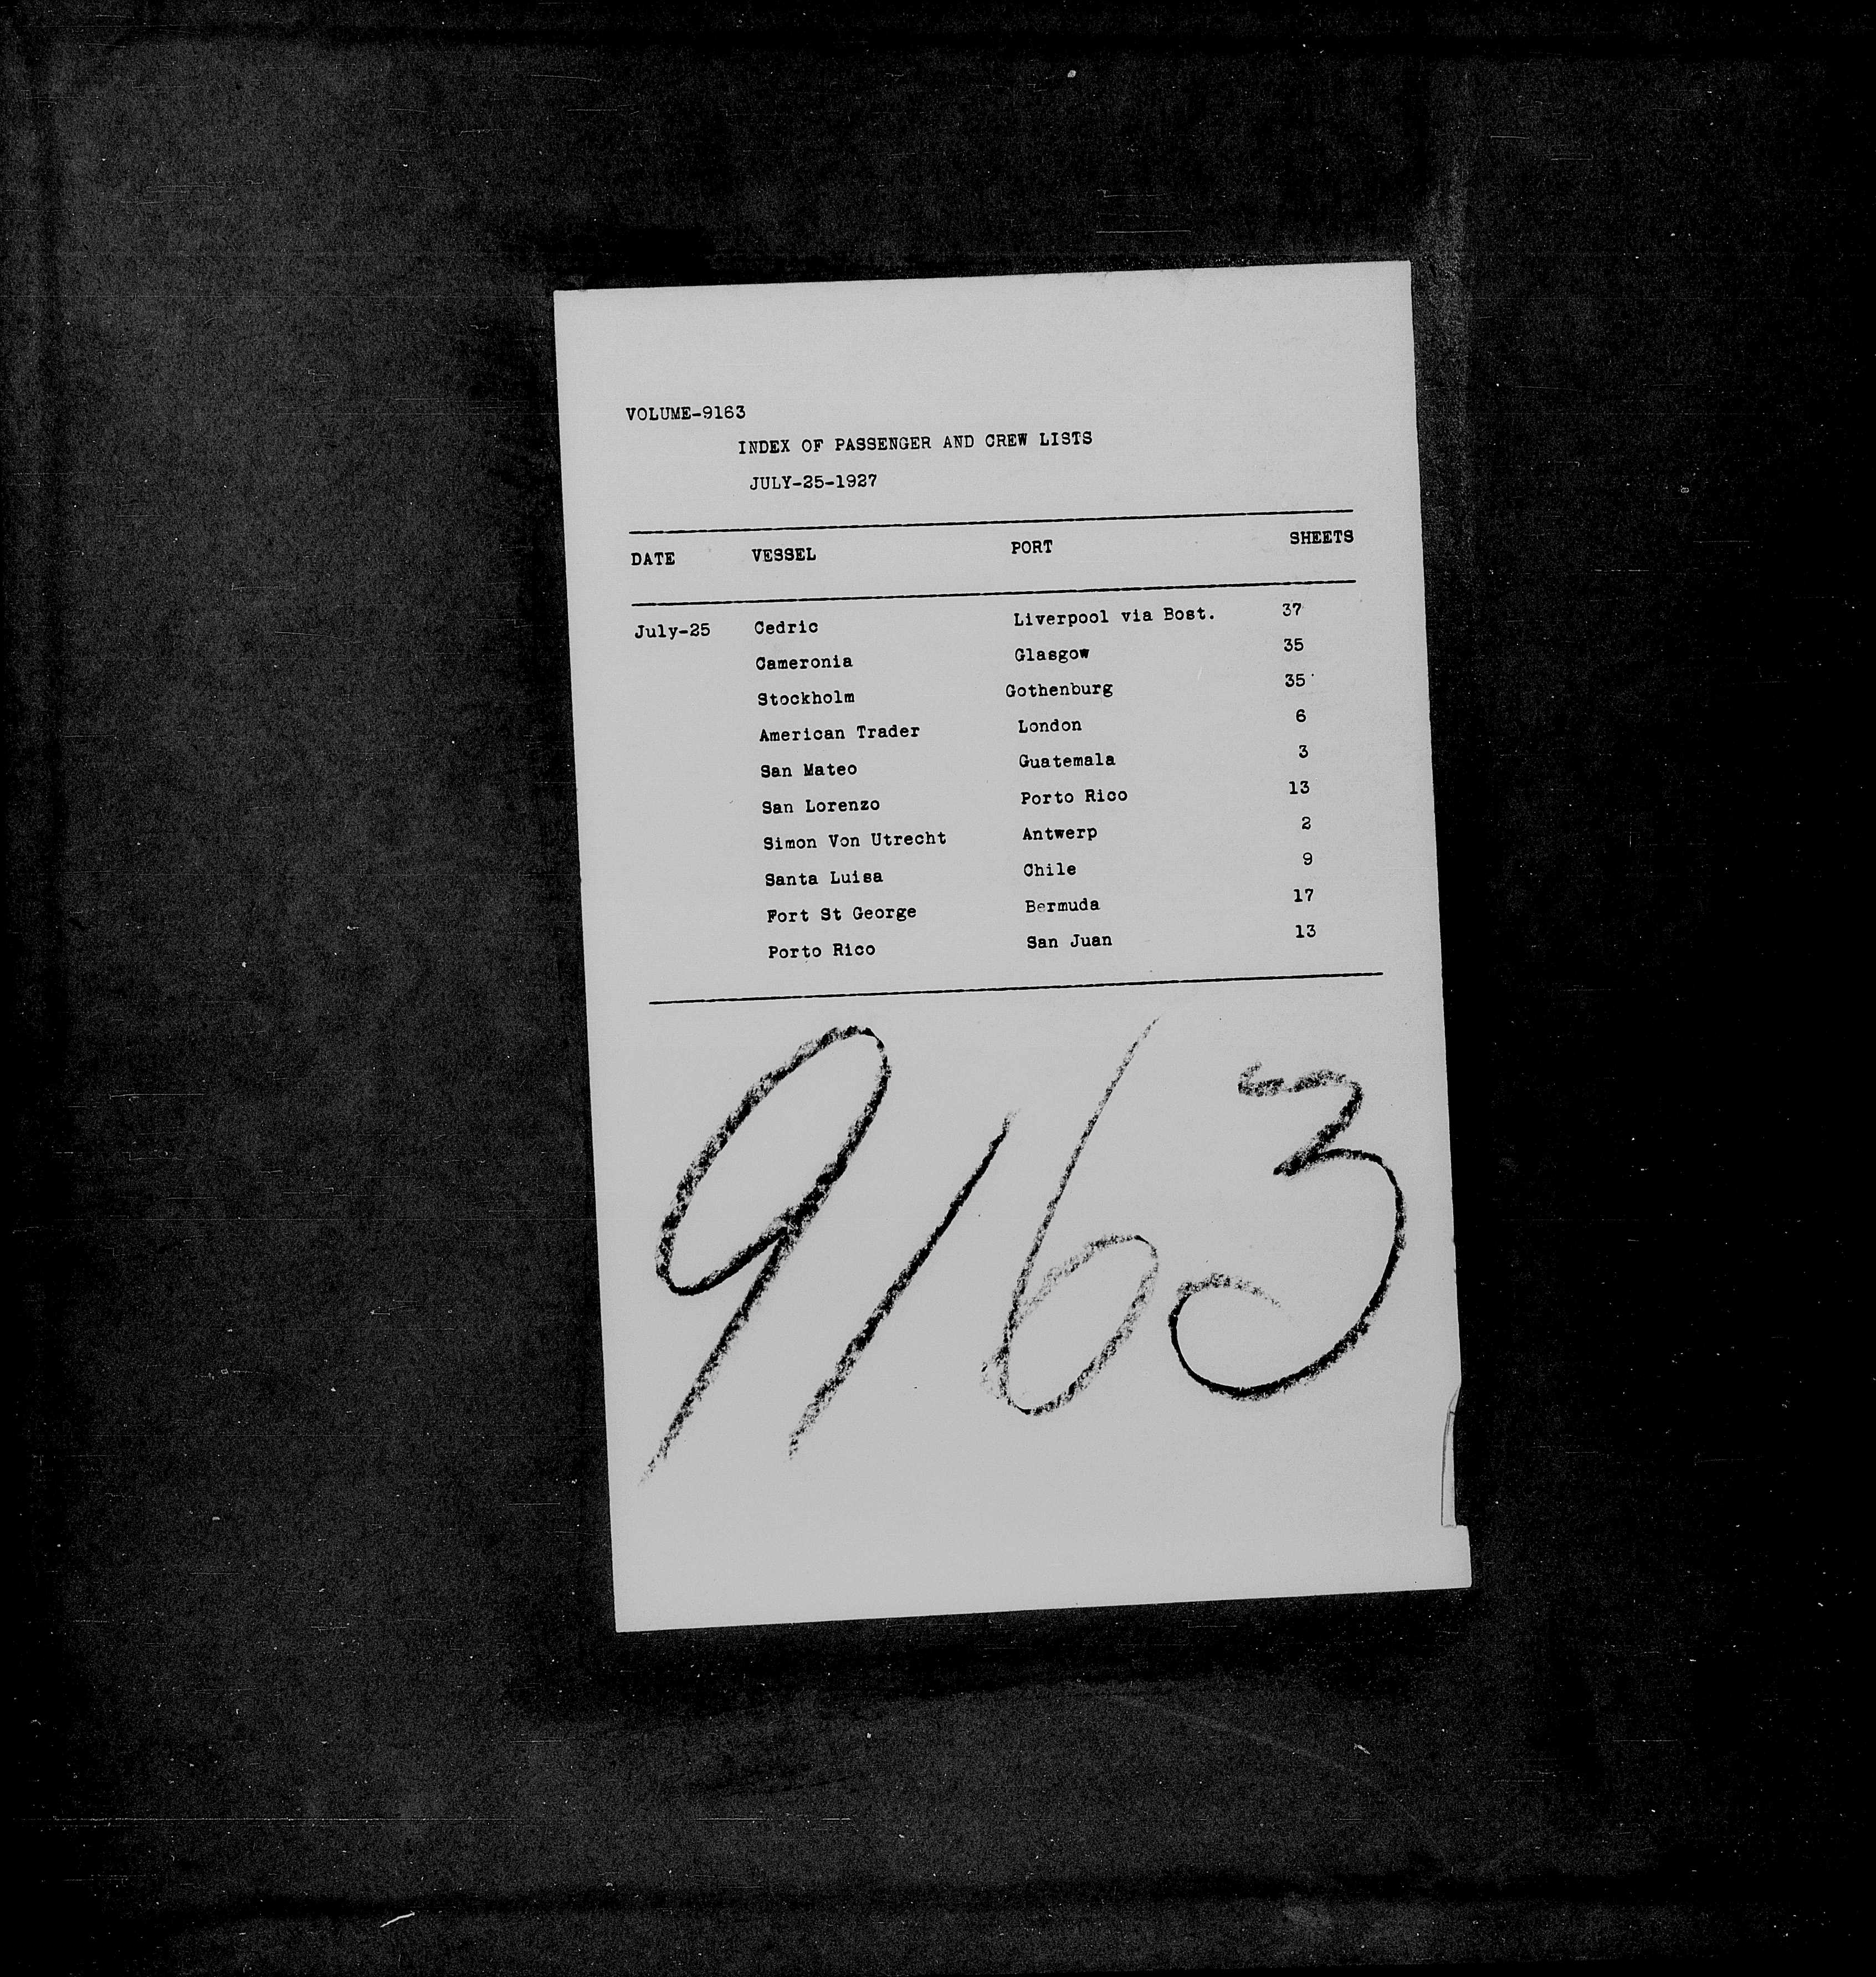 VOLUME-9163
INDEX OF PASSENGER AND CREW LISTS
JULY-25-1927
DATE VESSEL PORT SHEETS
July-25 Cedric Liverpool via Bost. 37
Cameronia Glasgow 35
Stockholm Gothenburg 35
American Trader London 6
San Mateo Guatemala 3
San Lorenzo Porto Rico 13
Simon Von Utrecht Antwerp 2
Santa Luisa Chile 9
Fort St George Bermuda 17
Porto Rico San Juan 13
9163